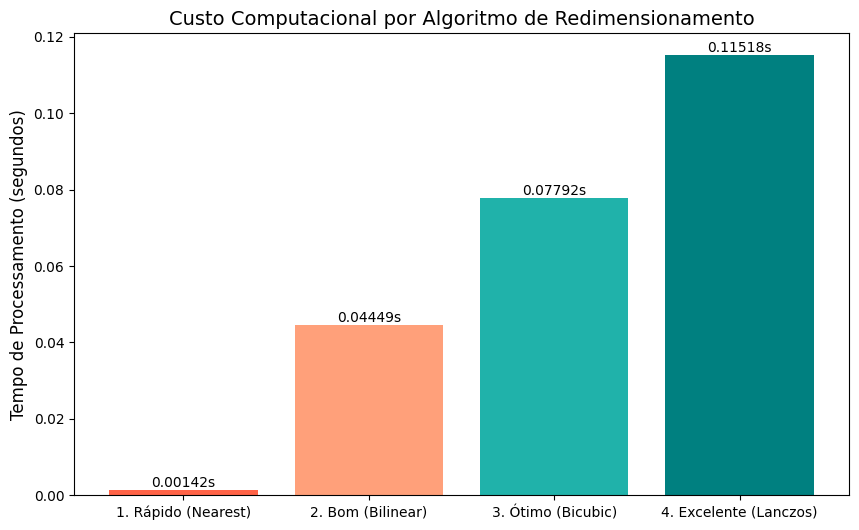 Custo Computacional por Algoritmo de Redimensionamento
Tempo de Processamento (segundos)
0.12
0.10
0.08
0.06
0.04
0.02
0.00
0.00142s
0.04449s
0.07792s
0.11518s
1. Rápido (Nearest)
2. Bom (Bilinear)
3. Ótimo (Bicubic)
4. Excelente (Lanczos)